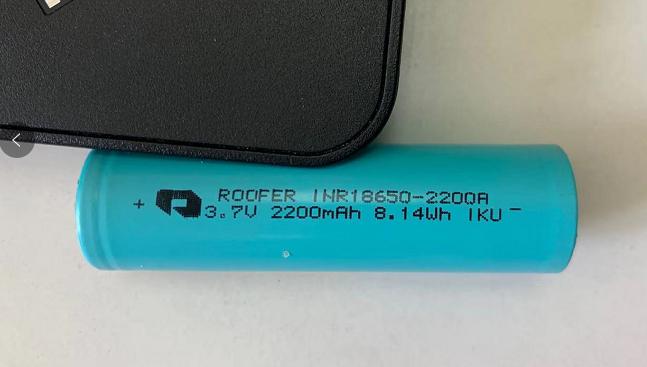 ROOFER INR18650-2200A
+ 3.7V 2200mAh 8.14Wh IKU -